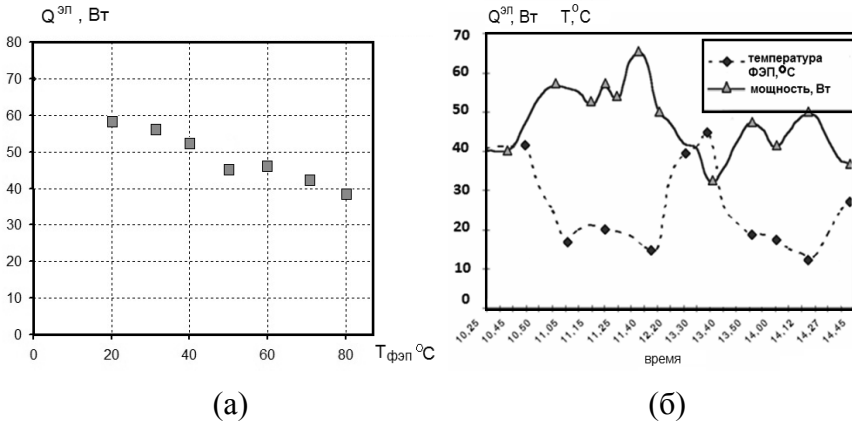 Q эл , Вт
80
70
60
50
40
30
20
10
0
0 20 40 60 80 Tфэп °C
(а)
Qэл, Вт T,°C
70
60
50
40
30
20
10
0
температура
ФЭП,°C
мощность, Вт
10,25 10,45 10,50 11,05 11,15 11,25 11,40 12,20 13,30 13,40 13,50 14,00 14,12 14,27 14,45
время
(б)